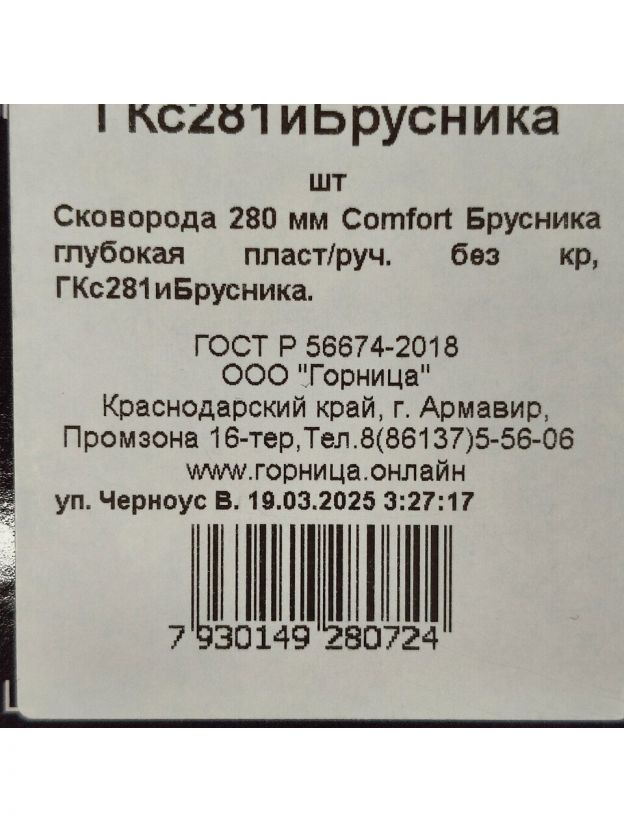 ГКс281иБрусника
шт
Сковорода 280 мм Comfort Брусника
глубокая пласт/руч. без кр,
ГКс281иБрусника.
ГОСТ Р 56674-2018
ООО "Горница"
Краснодарский край, г. Армавир,
Промзона 16-тер,Тел.8(86137)5-56-06
www.горница.онлайн
уп. Черноус В. 19.03.2025 3:27:17
7 930149 280724